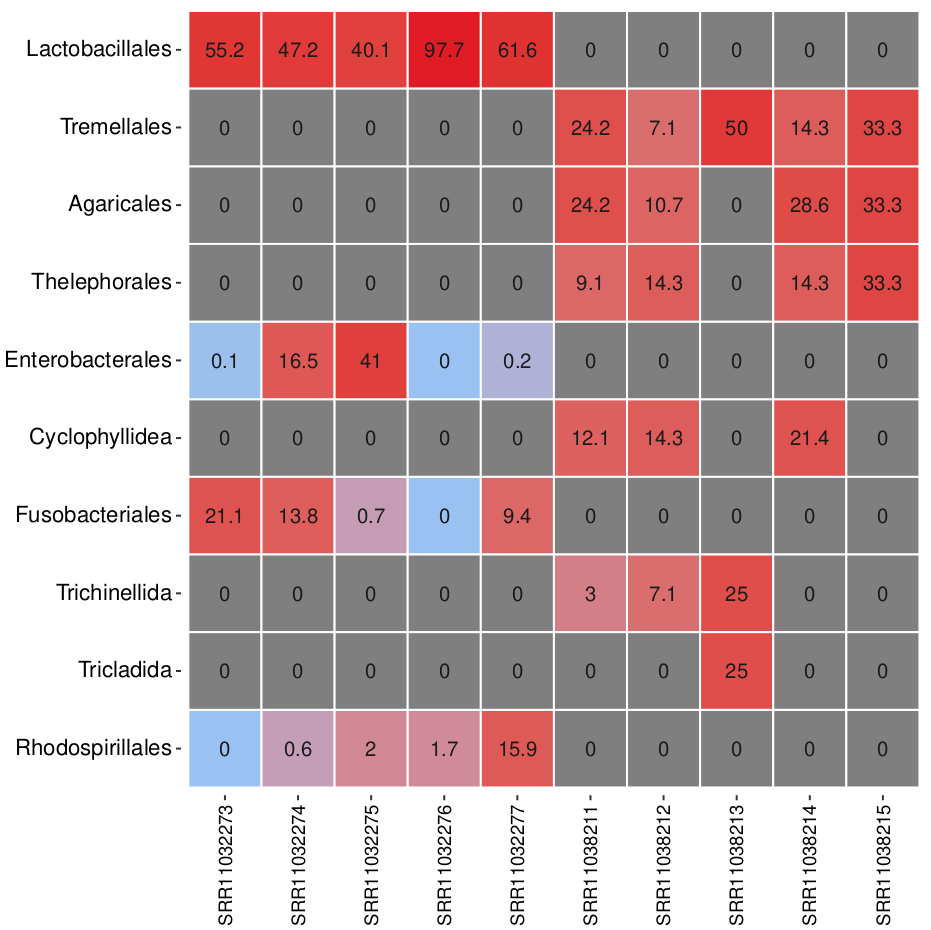 Lactobacillales 55.2 47.2 40.1 97.7 61.6 0 0 0 0 0
Tremellales 0 0 0 0 0 24.2 7.1 50 14.3 33.3
Agaricales 0 0 0 0 0 24.2 10.7 0 28.6 33.3
Thelephorales 0 0 0 0 0 9.1 14.3 0 14.3 33.3
Enterobacterales 0.1 16.5 41 0 0.2 0 0 0 0 0
Cyclophyllidea 0 0 0 0 0 12.1 14.3 0 21.4 0
Fusobacteriales 21.1 13.8 0.7 0 9.4 0 0 0 0 0
Trichinellida 0 0 0 0 0 3 7.1 25 0 0
Tricladida 0 0 0 0 0 0 0 25 0 0
Rhodospirillales 0 0.6 2 1.7 15.9 0 0 0 0 0
SRR11032273
SRR11032274
SRR11032275
SRR11032276
SRR11032277
SRR11038211
SRR11038212
SRR11038213
SRR11038214
SRR11038215